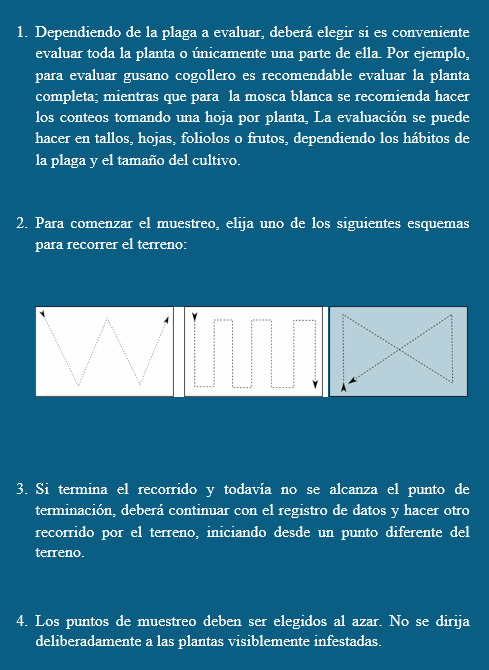 1. Dependiendo de la plaga a evaluar, deberá elegir si es conveniente
evaluar toda la planta o únicamente una parte de ella. Por ejemplo,
para evaluar gusano cogollero es recomendable evaluar la planta
completa; mientras que para la mosca blanca se recomienda hacer
los conteos tomando una hoja por planta, La evaluación se puede
hacer en tallos, hojas, foliolos o frutos, dependiendo los hábitos de
la plaga y el tamaño del cultivo.
2. Para comenzar el muestreo, elija uno de los siguientes esquemas
para recorrer el terreno:
3. Si termina el recorrido y todavía no se alcanza el punto de
terminación, deberá continuar con el registro de datos y hacer otro
recorrido por el terreno, iniciando desde un punto diferente del
terreno.
4. Los puntos de muestreo deben ser elegidos al azar. No se dirija
deliberadamente a las plantas visiblemente infestadas.